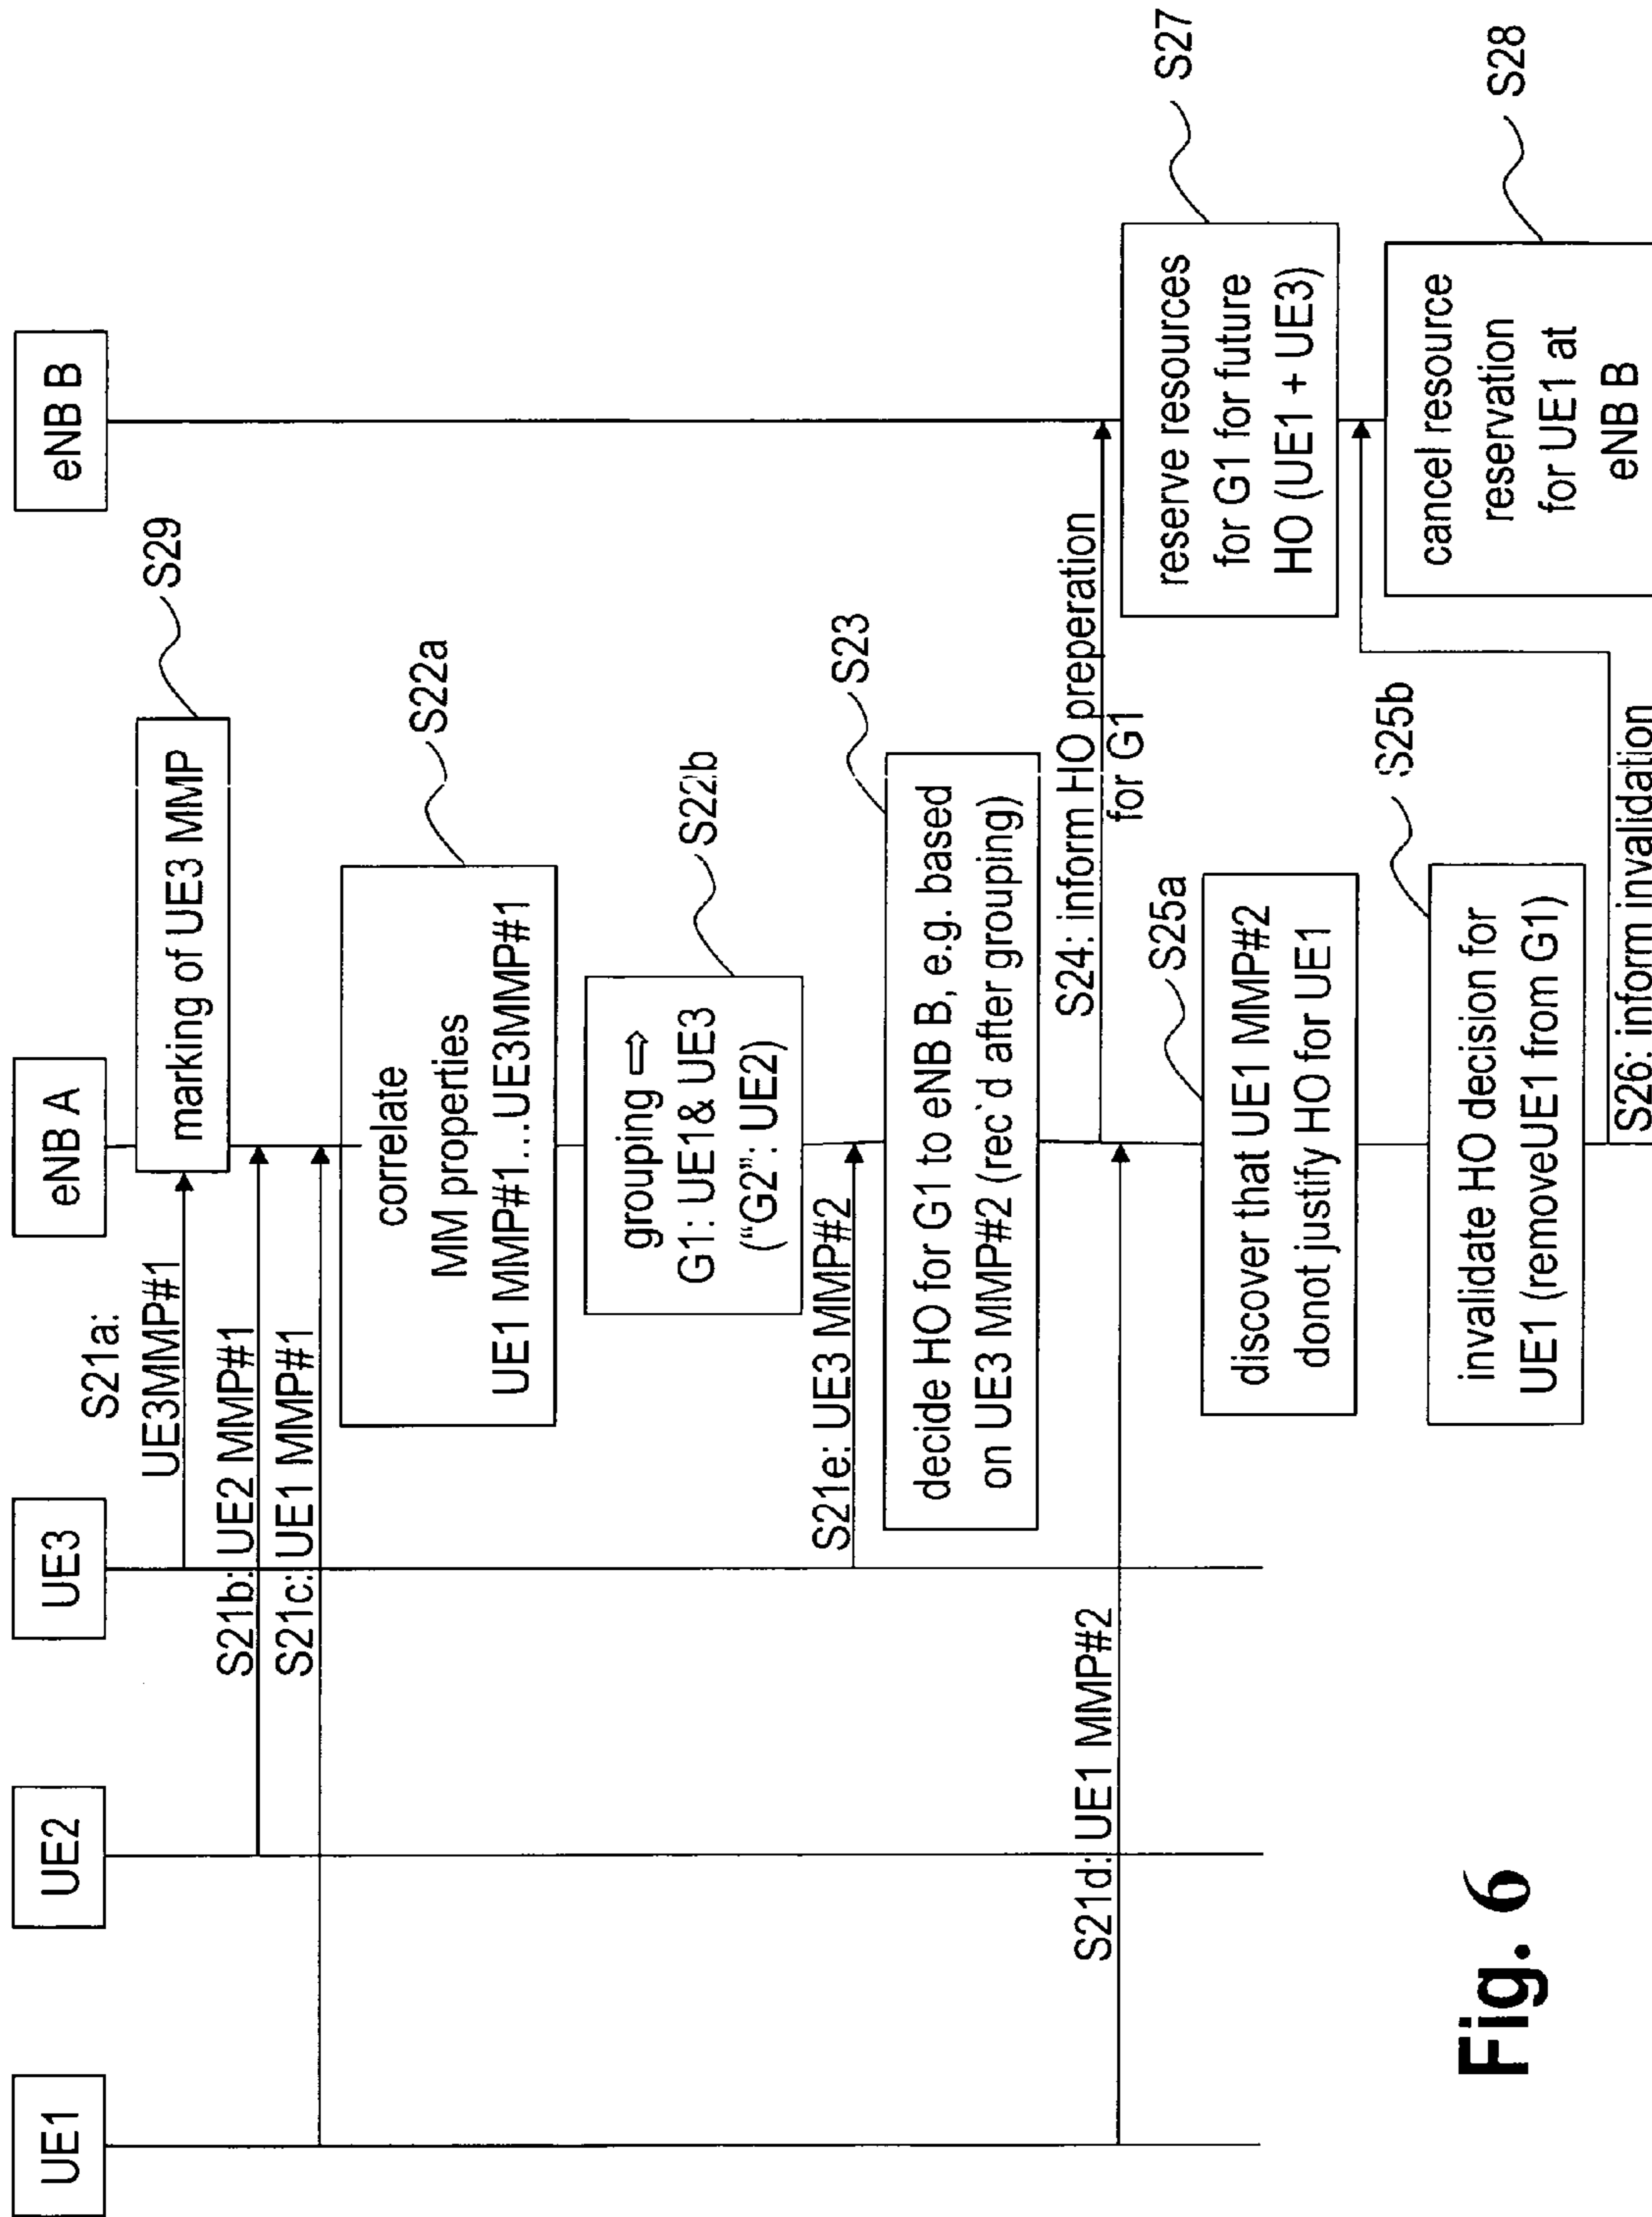 UE1
UE2
UE3
eNB A
eNB B
S21a:
UE3MMP#1
marking of UE3 MMP
S29
S21b: UE2 MMP#1
S21c: UE1 MMP#1
correlate
MM properties
UE1 MMP#1...UE3MMP#1
S22a
grouping ⇨
G1: UE1& UE3
("G2": UE2)
S22b
S21e: UE3 MMP#2
decide HO for G1 to eNB B, e.g. based
on UE3 MMP#2 (rec`d after grouping)
S23
S24: inform HO preperation
for G1
S21d: UE1 MMP#2
reserve resources
for G1 for future
HO (UE1 + UE3)
S27
discover that UE1 MMP#2
donot justify HO for UE1
S25a
invalidate HO decision for
UE1 (removeUE1 from G1)
S25b
S26: inform invalidation
cancel resource
reservation
for UE1 at
eNB B
S28
Fig. 6